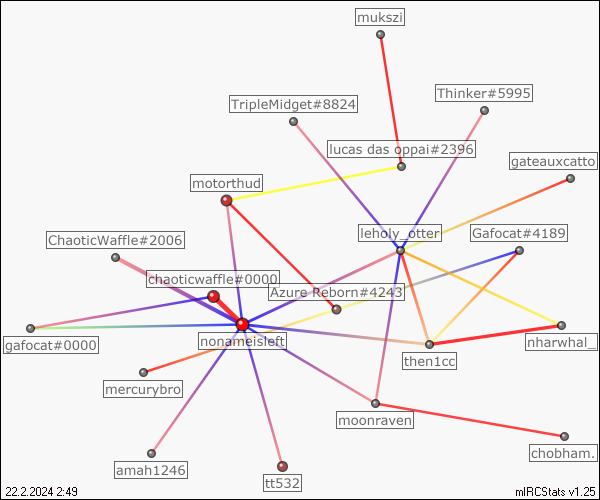 mukszi
Thinker#5995
TripleMidget#8824
lucas das oppai#2396
gateauxcatto
motorthud
leholy_otter
Gafocat#4189
ChaoticWaffle#2006
chaoticwaffle#0000
Azure Reborn#4243
gafocat#0000
nonameisleft
nharwhal_
then1cc
mercurybro
moonraven
chobham.
amah1246
tt532
22.2.2024 2:49
mIRCStats v1.25